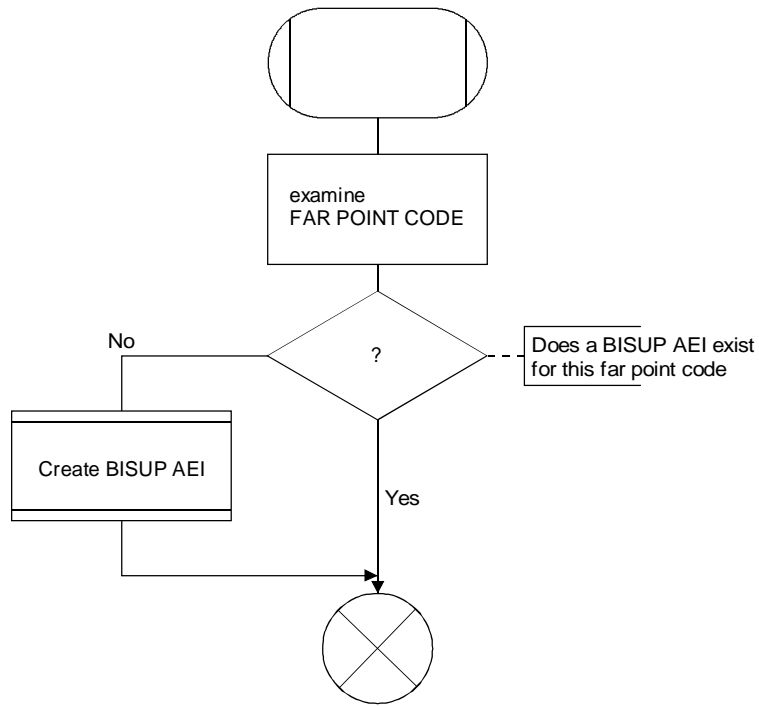 examine
FAR POINT CODE
No
?
Does a BISUP AEI exist
for this far point code
Create BISUP AEI
Yes